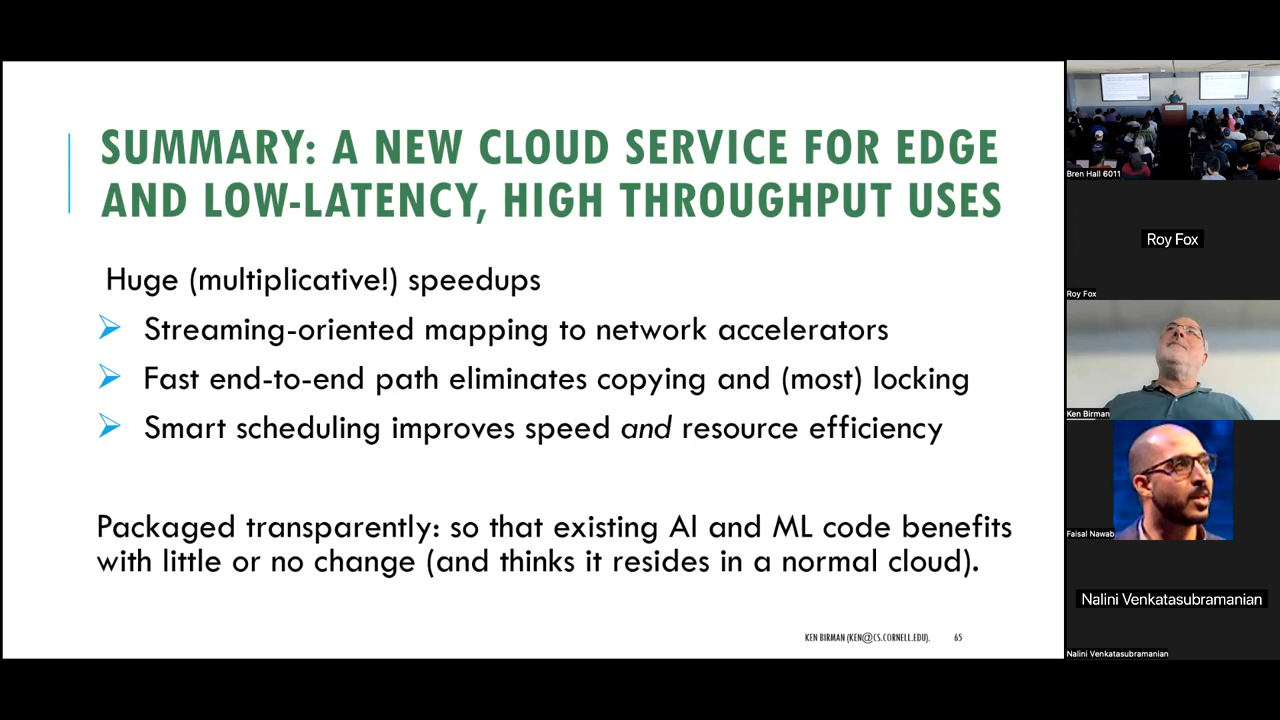 SUMMARY: A NEW CLOUD SERVICE FOR EDGE
AND LOW-LATENCY, HIGH THROUGHPUT USES
Huge (multiplicative!) speedups
Streaming-oriented mapping to network accelerators
Fast end-to-end path eliminates copying and (most) locking
Smart scheduling improves speed and resource efficiency
Packaged transparently: so that existing AI and ML code benefits
with little or no change (and thinks it resides in a normal cloud).
KEN BIRMAN (KEN@CS.CORNELL.EDU). 65
Bren Hall 6011
Roy Fox
Roy Fox
Ken Birman
Faisal Nawab
Nalini Venkatasubramanian
Nalini Venkatasubramanian